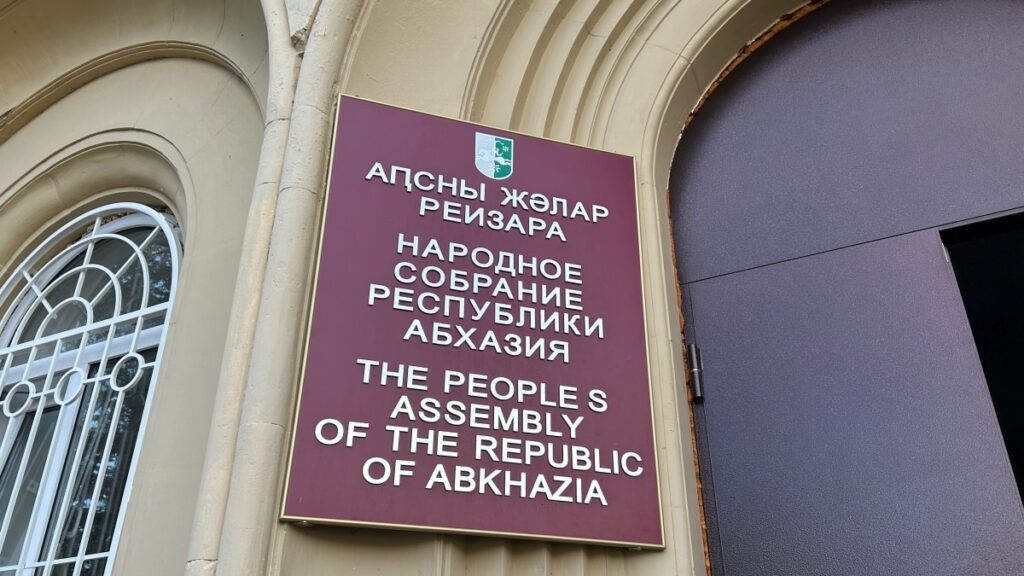 АԤСНЫ ЖӘЛАР
РЕИЗАРА
НАРОДНОЕ
СОБРАНИЕ
РЕСПУБЛИКИ
АБХАЗИЯ
THE PEOPLE S
ASSEMBLY
OF THE REPUBLIC
OF ABKHAZIA